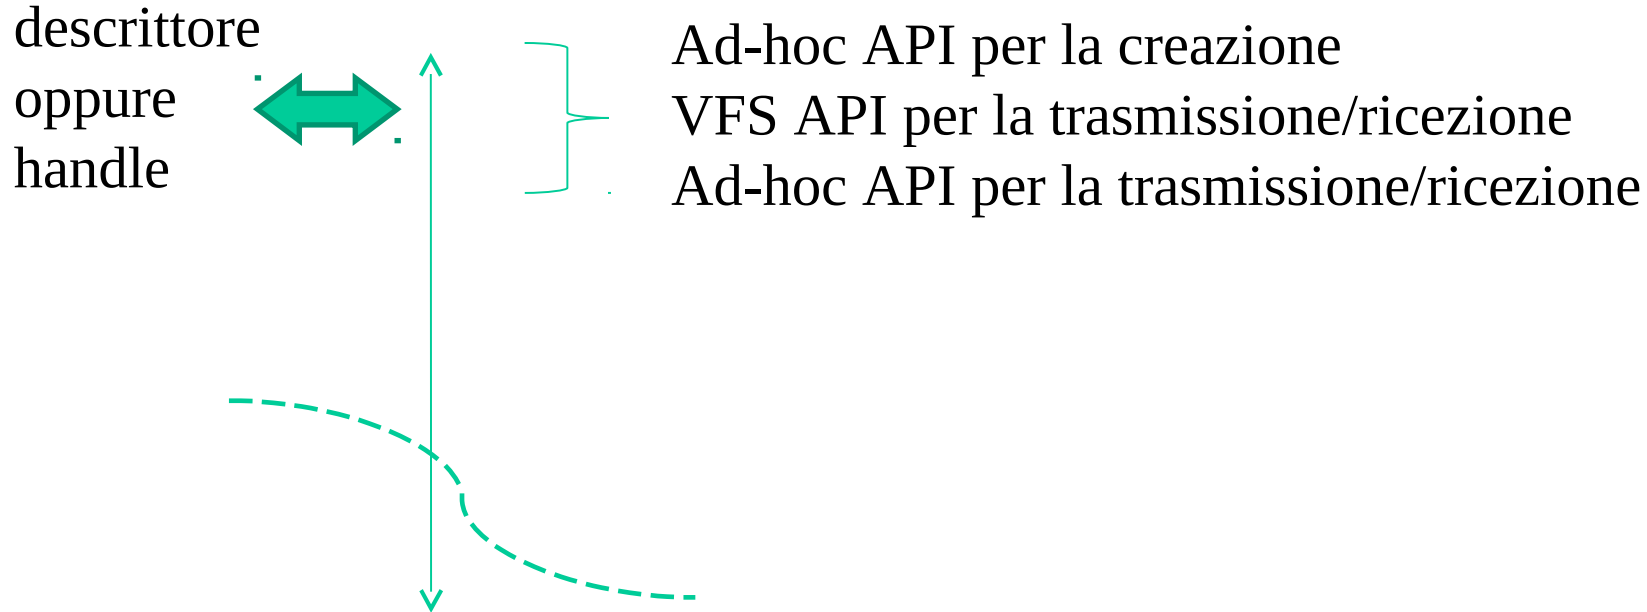 descrittore
oppure
handle
Ad-hoc API per la creazione
VFS API per la trasmissione/ricezione
Ad-hoc API per la trasmissione/ricezione